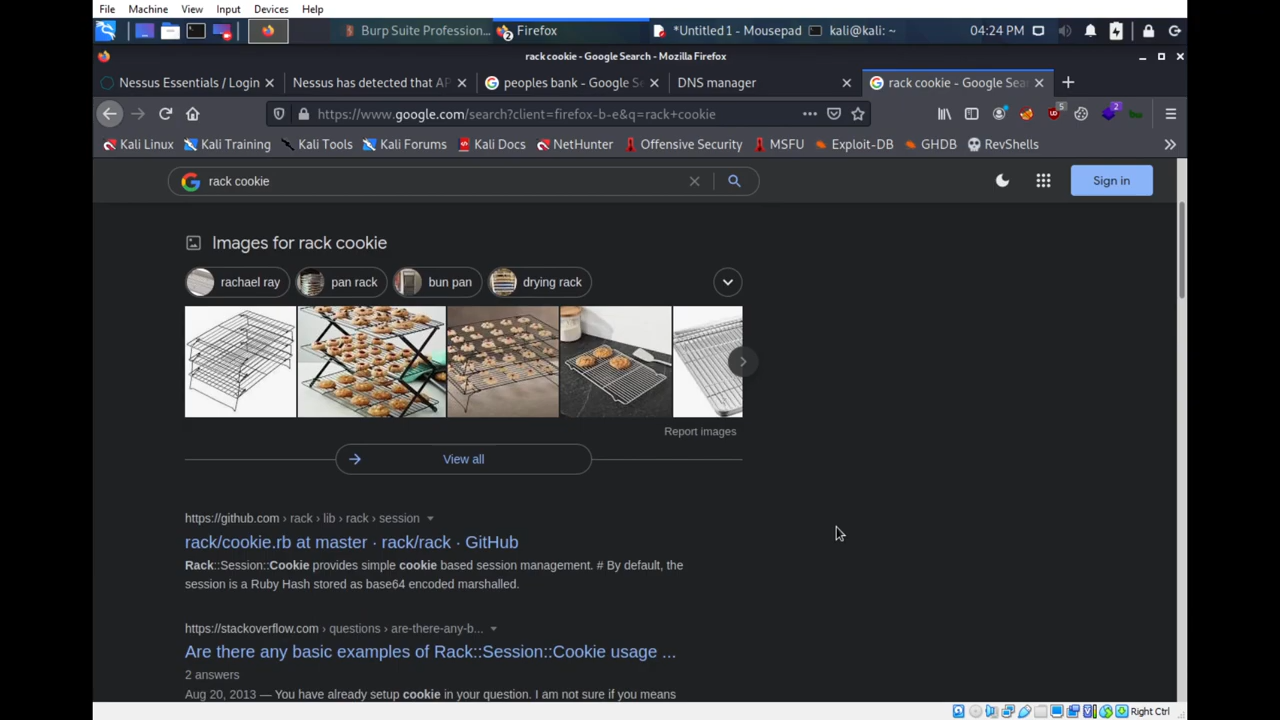 File Machine View Input Devices Help
Burp Suite Profession... Firefox *Untitled 1 - Mousepad kali@kali: ~ 04:24 PM
2
rack cookie - Google Search - Mozilla Firefox
Nessus Essentials / Login Nessus has detected that AP peoples bank - Google S DNS manager rack cookie - Google Sear
https://www.google.com/search?client=firefox-b-e&q=rack+cookie 5 2
Kali Linux Kali Training Kali Tools Kali Forums Kali Docs NetHunter Offensive Security MSFU Exploit-DB GHDB RevShells
rack cookie Sign in
Images for rack cookie
rachael ray pan rack bun pan drying rack
Report images
View all
https://github.com › rack › lib › rack › session
rack/cookie.rb at master · rack/rack · GitHub
Rack::Session::Cookie provides simple cookie based session management. # By default, the
session is a Ruby Hash stored as base64 encoded marshalled.
https://stackoverflow.com › questions › are-there-any-b...
Are there any basic examples of Rack::Session::Cookie usage ...
2 answers
Aug 20, 2013 — You have already setup cookie in your question. I am not sure if you means
Right Ctrl